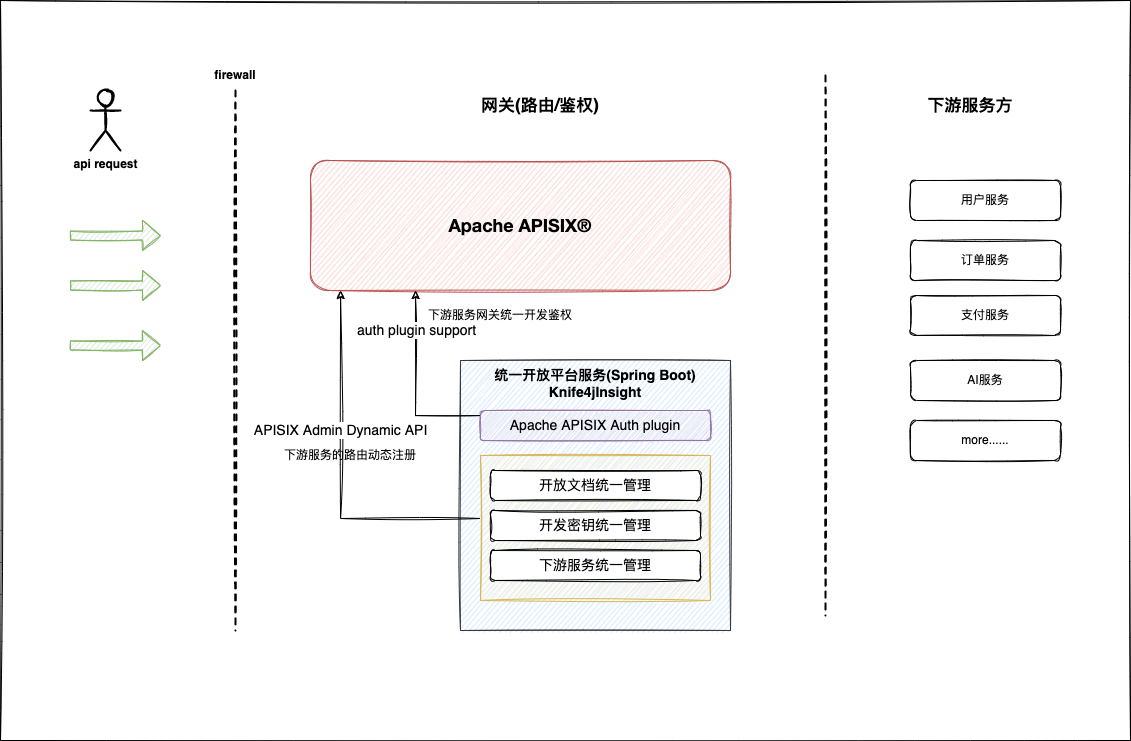 firewall
api request
网关(路由/鉴权)
Apache APISIX®
下游服务网关统一开发鉴权
auth plugin support
APISIX Admin Dynamic API
下游服务的路由动态注册
统一开放平台服务(Spring Boot)
Knife4jInsight
Apache APISIX Auth plugin
开放文档统一管理
开发密钥统一管理
下游服务统一管理
下游服务方
用户服务
订单服务
支付服务
AI服务
more......